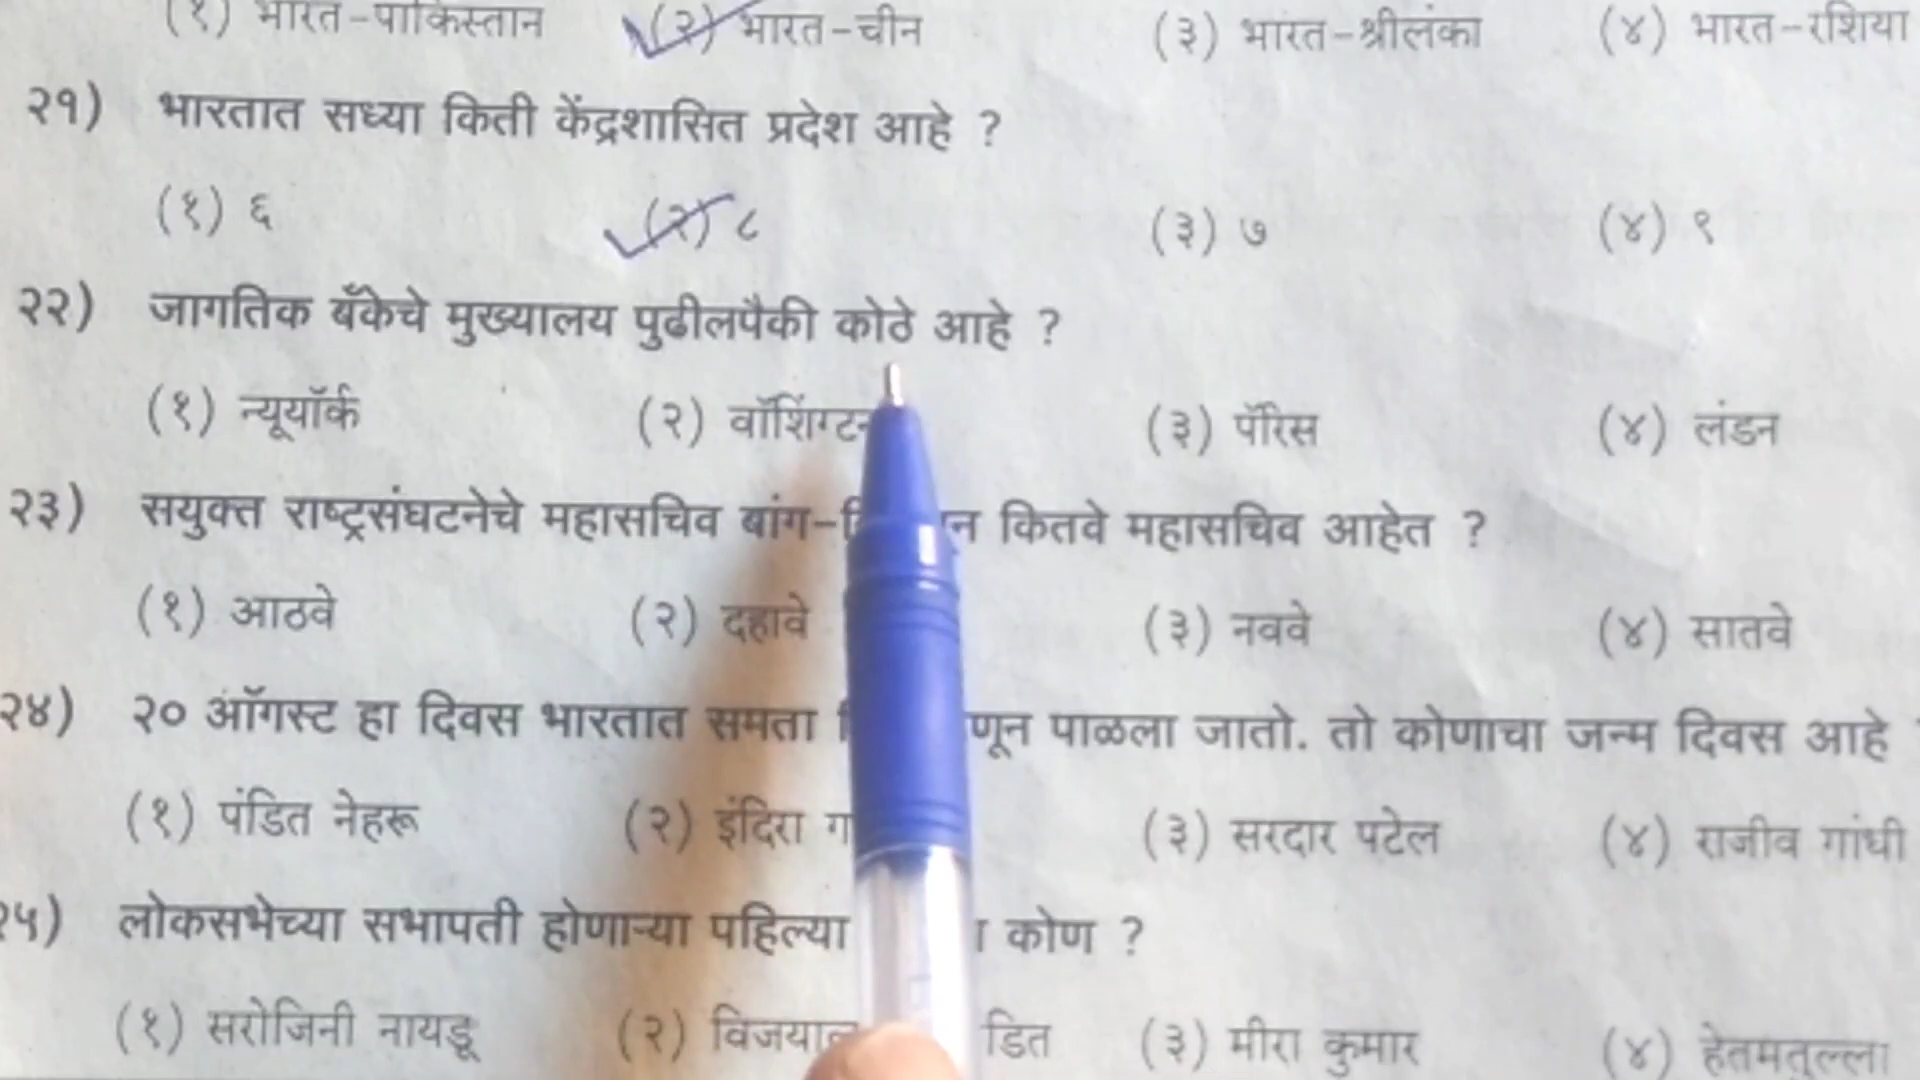 (१) भारत-पाकिस्तान (२) भारत-चीन (३) भारत-श्रीलंका (४) भारत-रशिया
२१) भारतात सध्या किती केंद्रशासित प्रदेश आहे ?
(१) ६ (२) ८ (३) ७ (४) ९
२२) जागतिक बँकेचे मुख्यालय पुढीलपैकी कोठे आहे ?
(१) न्यूयॉर्क (२) वॉशिंग्टन (३) पॅरिस (४) लंडन
२३) सयुक्त राष्ट्रसंघटनेचे महासचिव बांग- कितवे महासचिव आहेत ?
(१) आठवे (२) दहावे (३) नववे (४) सातवे
२४) २० ऑगस्ट हा दिवस भारतात समता पाळला जातो. तो कोणाचा जन्म दिवस आहे
(१) पंडित नेहरू (२) इंदिरा (३) सरदार पटेल (४) राजीव गांधी
२५) लोकसभेच्या सभापती होणाऱ्या पहिल्या कोण ?
(१) सरोजिनी नायडू (२) (३) मीरा कुमार (४) हेतमतूल्ला